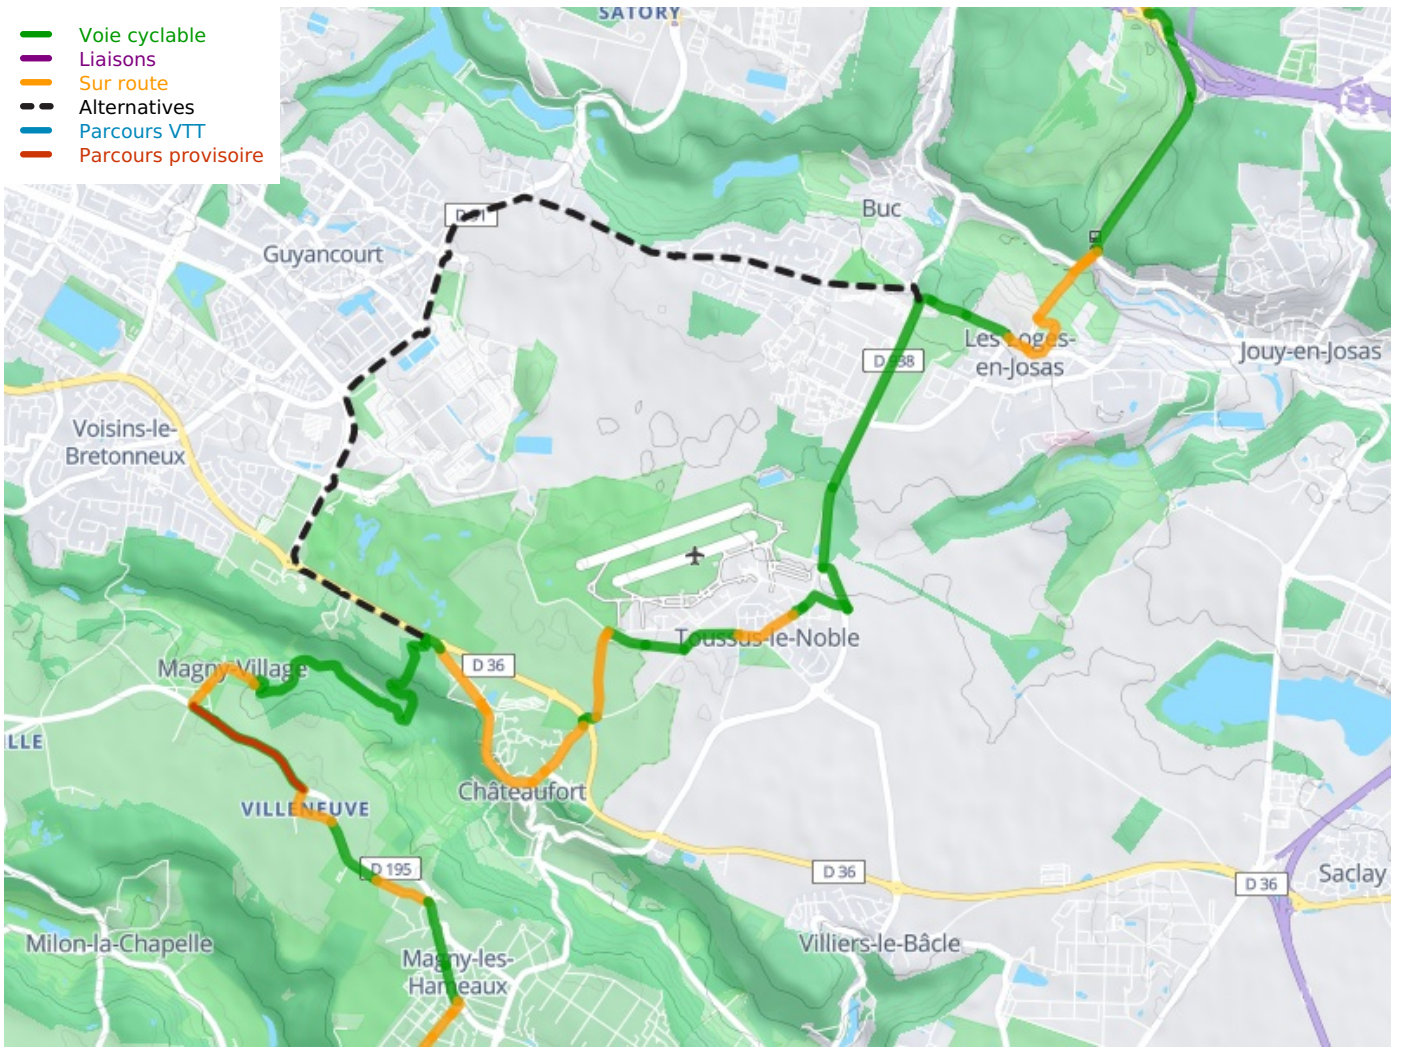 Voie cyclable
Liaisons
Sur route
Alternatives
Parcours VTT
Parcours provisoire
SATORY
Buc
Guyancourt
Les Loges-
en-Josas
Jouy-en-Josas
Voisins-le-
Bretonneux
Toussus-le-Noble
Magny-Village
D 36
LLE
Châteaufort
VILLENEUVE
D 195
D 36
D 36
Saclay
Milon-la-Chapelle
Villiers-le-Bâcle
Magny-les-
Hameaux